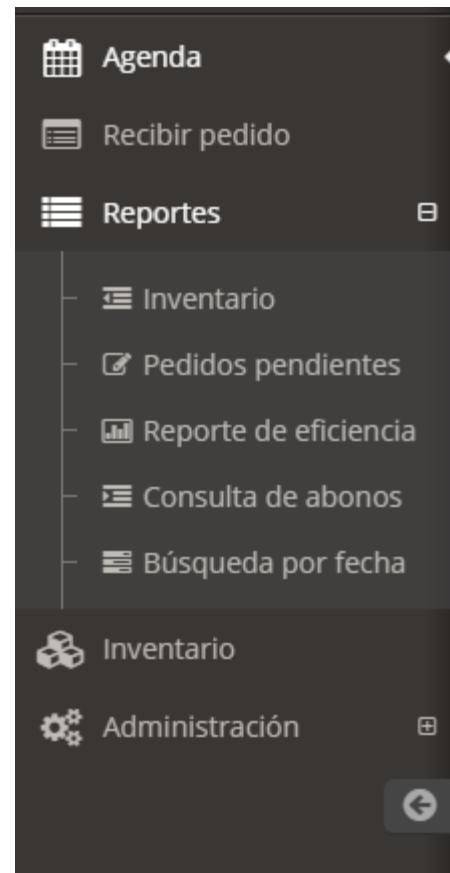 Agenda
Recibir pedido
Reportes
Inventario
Pedidos pendientes
Reporte de eficiencia
Consulta de abonos
Búsqueda por fecha
Inventario
Administración